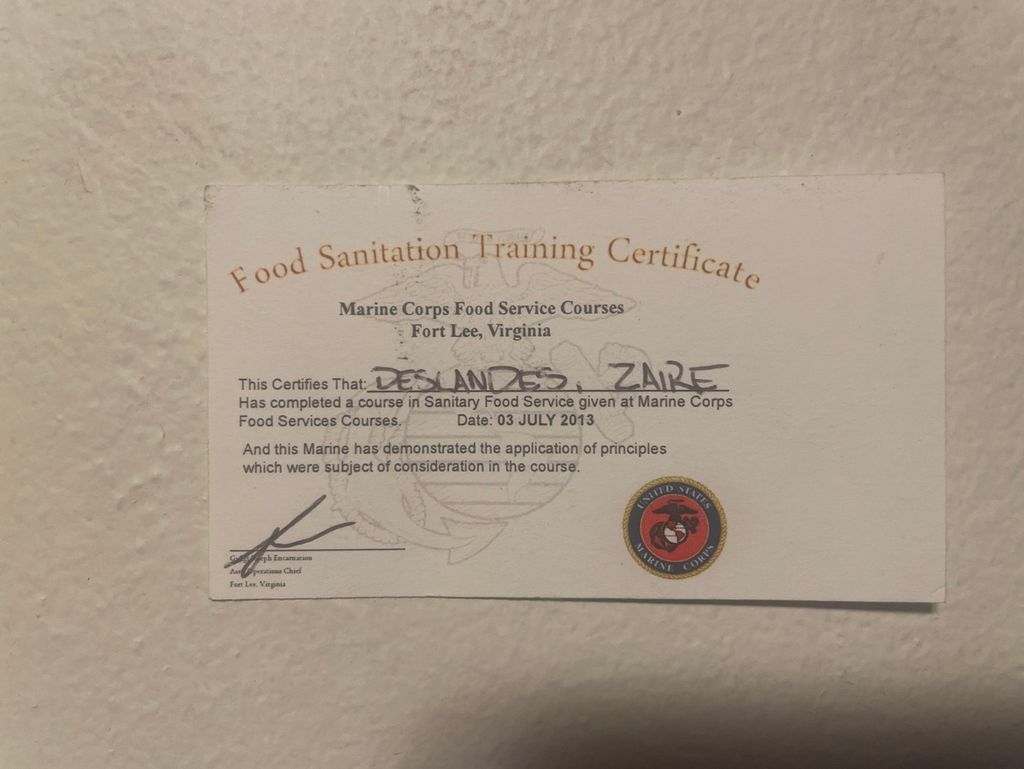 Food Sanitation Training Certificate
Marine Corps Food Service Courses
Fort Lee, Virginia
This Certifies That: DESLANDES, ZAIRE
Has completed a course in Sanitary Food Service given at Marine Corps
Food Services Courses. Date: 03 JULY 2013
And this Marine has demonstrated the application of principles
which were subject of consideration in the course.
UNITED STATES
MARINE CORPS
Encarnacion
Operations Chief
Fort Lee, Virginia